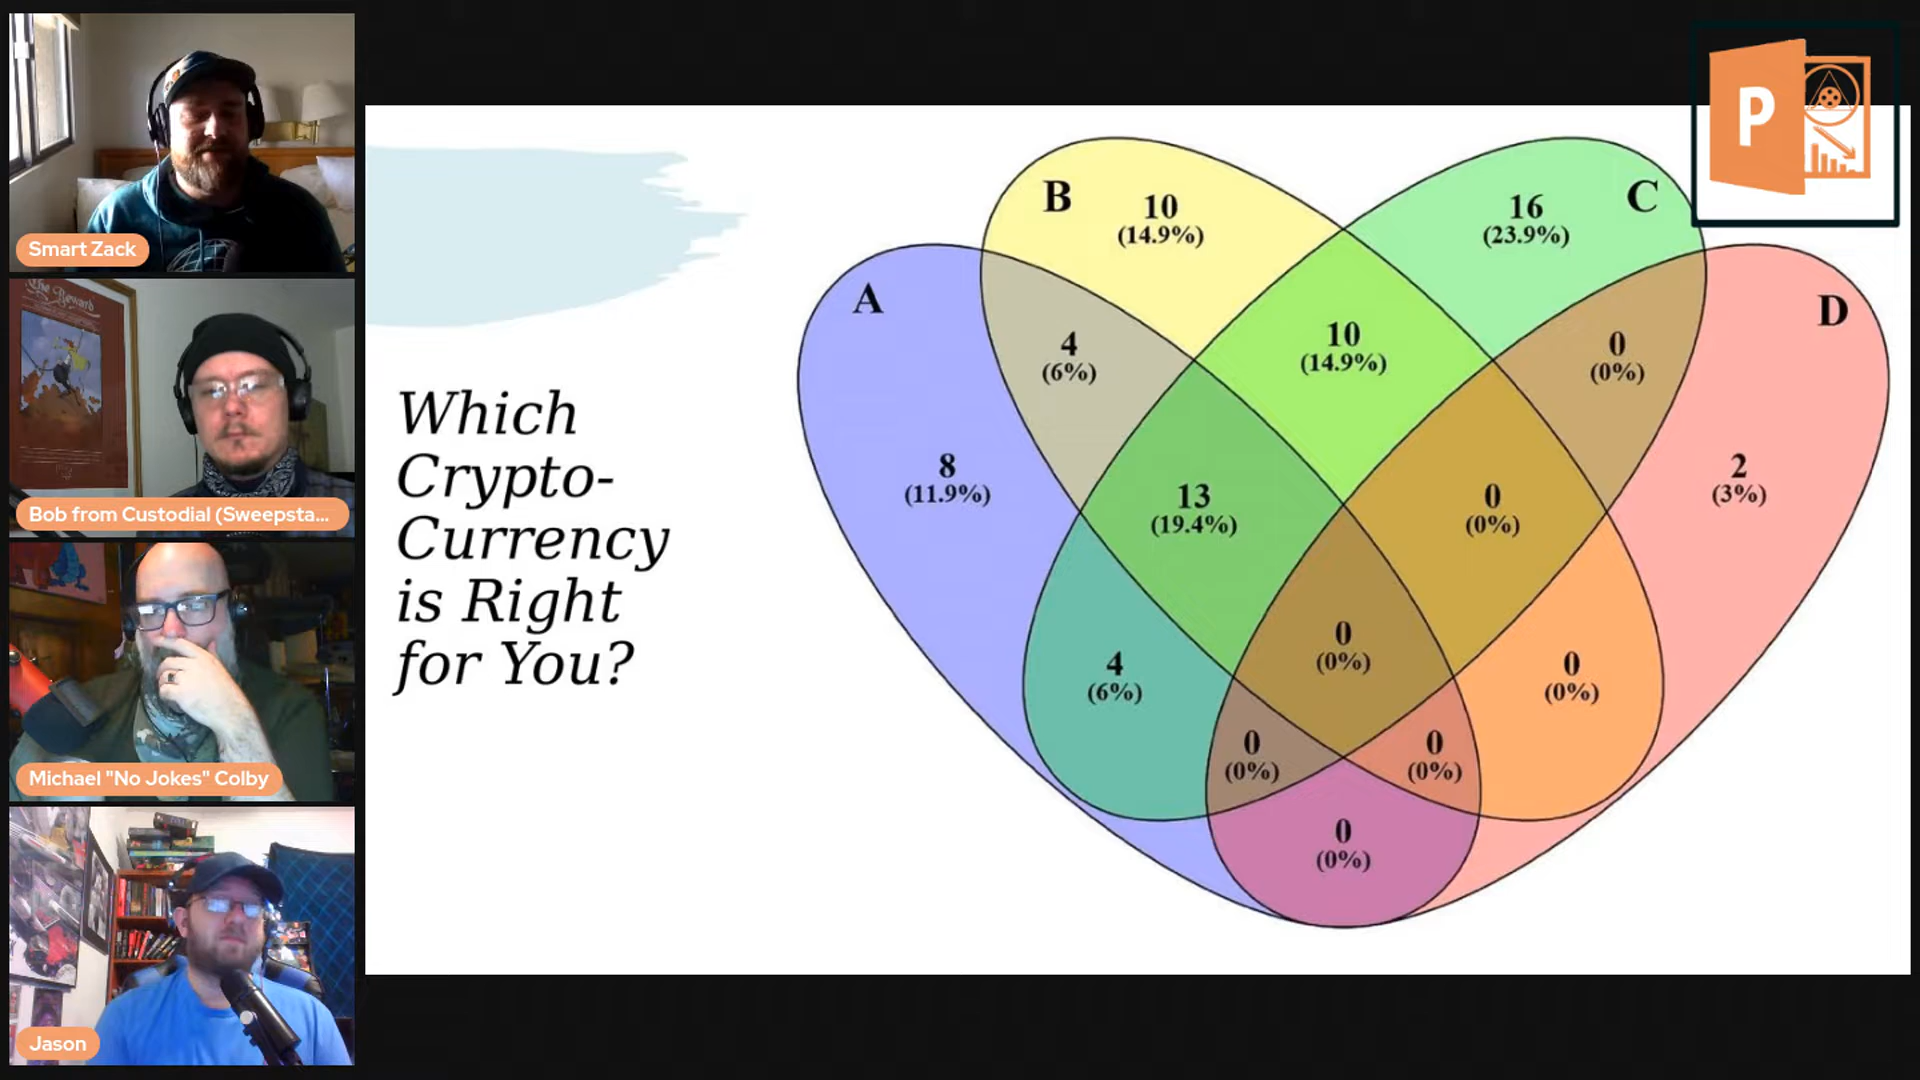 The Reward
Smart Zack
Bob from Custodial (Sweepsta...
Michael "No Jokes" Colby
Jason
Which
Crypto-
Currency
is Right
for You?
A
B
C
D
10
(14.9%)
16
(23.9%)
4
(6%)
10
(14.9%)
0
(0%)
8
(11.9%)
13
(19.4%)
0
(0%)
2
(3%)
4
(6%)
0
(0%)
0
(0%)
0
(0%)
0
(0%)
0
(0%)
P